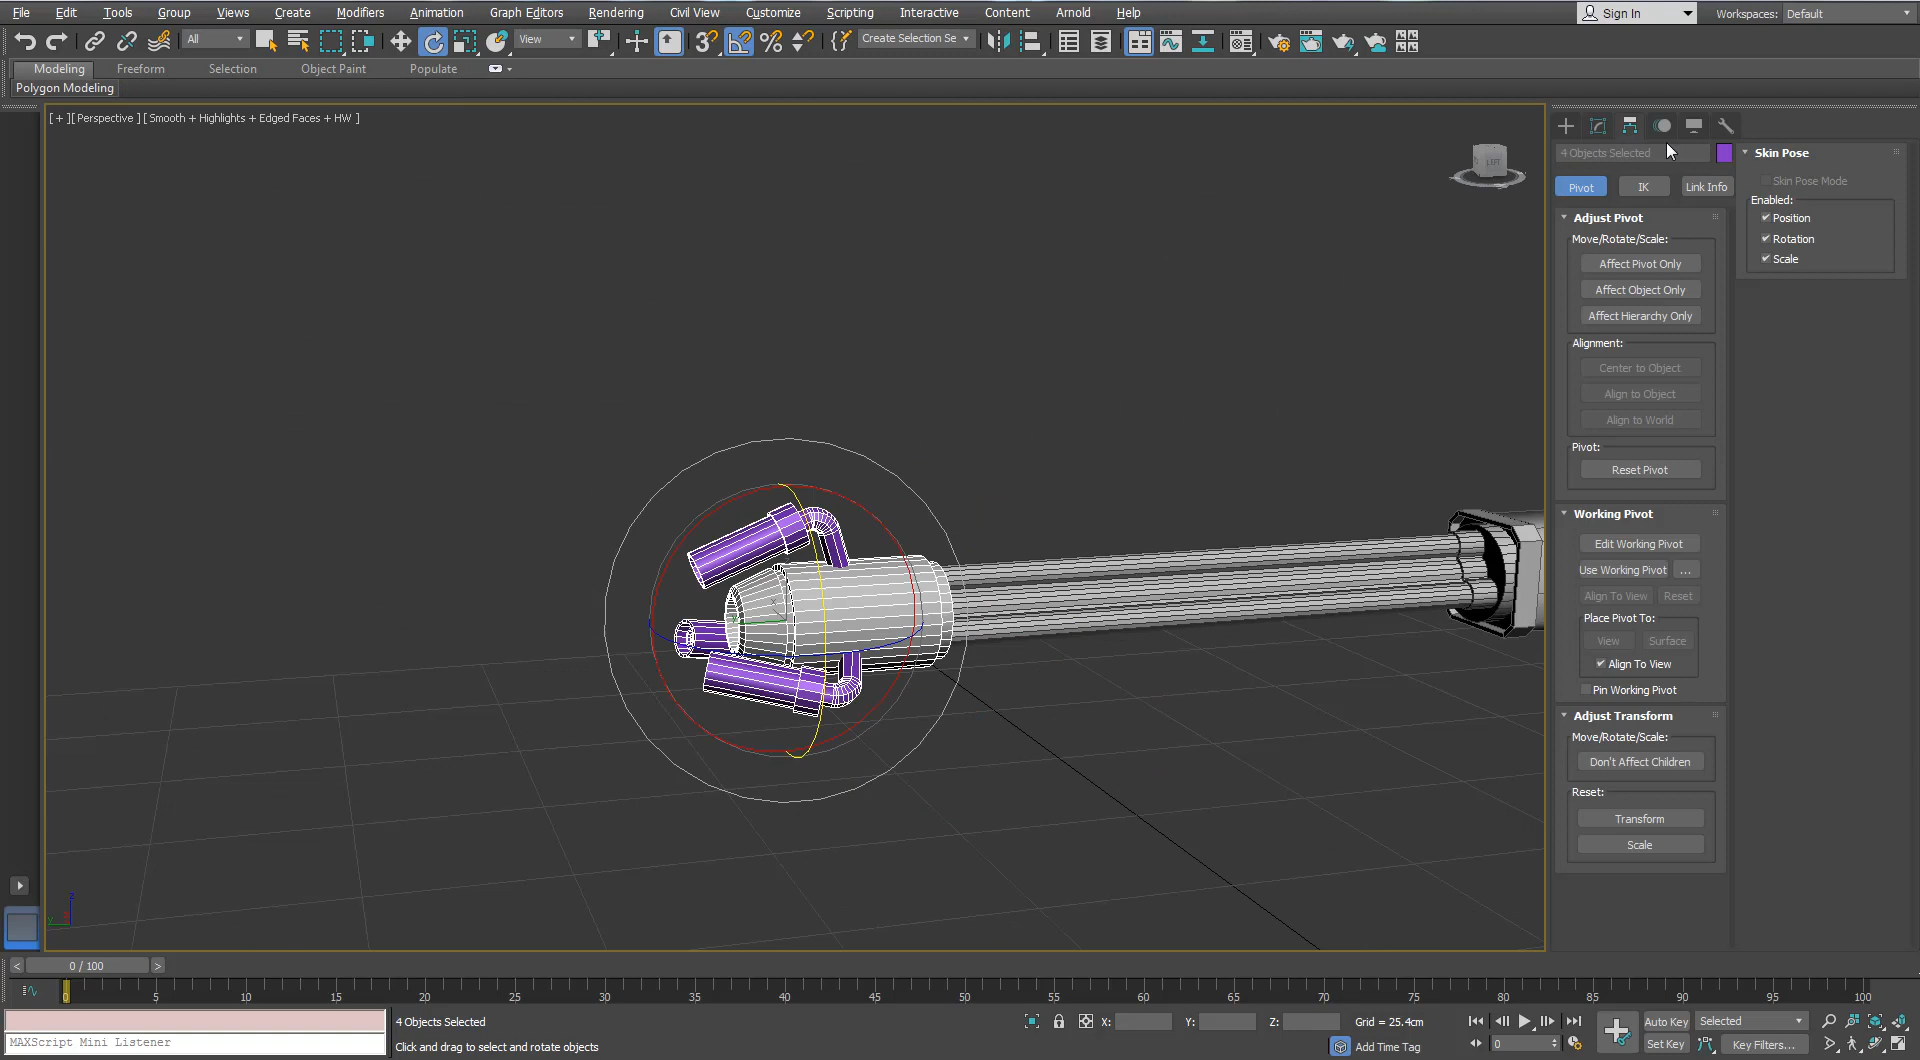 File Edit Tools Group Views Create Modifiers Animation Graph Editors Rendering Civil View Customize Scripting Interactive Content Arnold Help Sign In Workspaces: Default
All View Create Selection Se
Modeling Freeform Selection Object Paint Populate
Polygon Modeling
[ + ][ Perspective ] [ Smooth + Highlights + Edged Faces + HW ]
LEFT
4 Objects Selected
Pivot IK Link Info
Adjust Pivot
Move/Rotate/Scale:
Affect Pivot Only
Affect Object Only
Affect Hierarchy Only
Alignment:
Center to Object
Align to Object
Align to World
Pivot:
Reset Pivot
Working Pivot
Edit Working Pivot
Use Working Pivot ...
Align To View Reset
Place Pivot To:
View Surface
Align To View
Pin Working Pivot
Adjust Transform
Move/Rotate/Scale:
Don't Affect Children
Reset:
Transform
Scale
Skin Pose
Skin Pose Mode
Enabled:
Position
Rotation
Scale
0 / 100
0 5 10 15 20 25 30 35 40 45 50 55 60 65 70 75 80 85 90 95 100
MAXScript Mini Listener
4 Objects Selected
Click and drag to select and rotate objects
X: Y: Z: Grid = 25.4cm
Add Time Tag
0
Auto Key Selected
Set Key Key Filters...